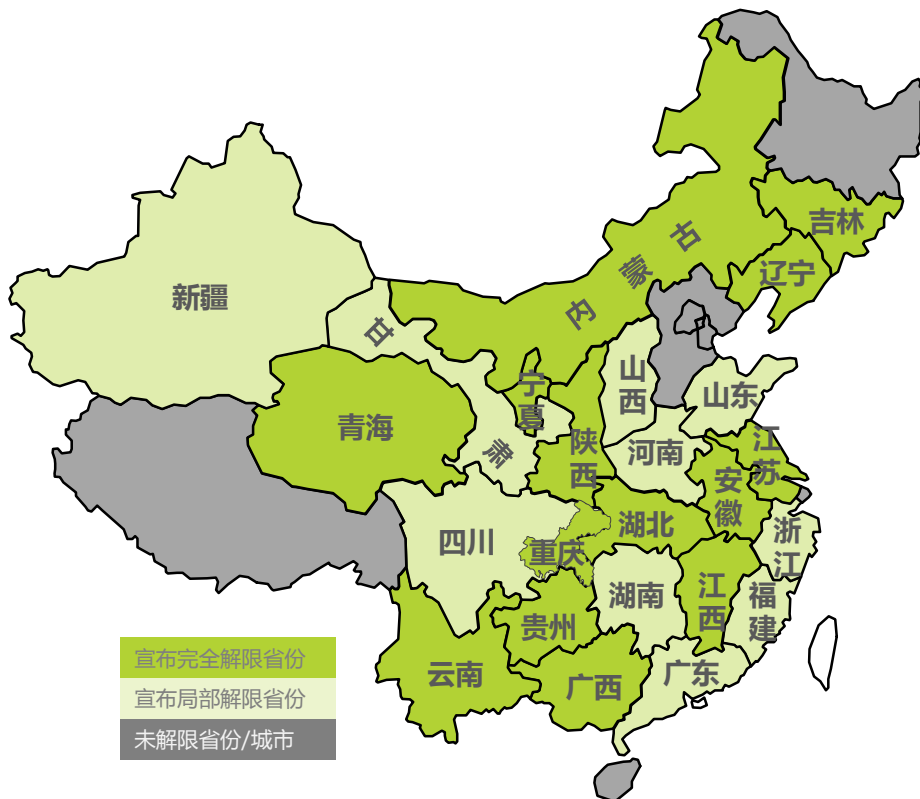 吉林
辽宁
内蒙古
新疆
甘肃
宁夏
山西
山东
青海
陕西
河南
江苏
安徽
湖北
四川
重庆
浙江
湖南
江西
福建
贵州
云南
广西
广东
宣布完全解限省份
宣布局部解限省份
未解限省份/城市